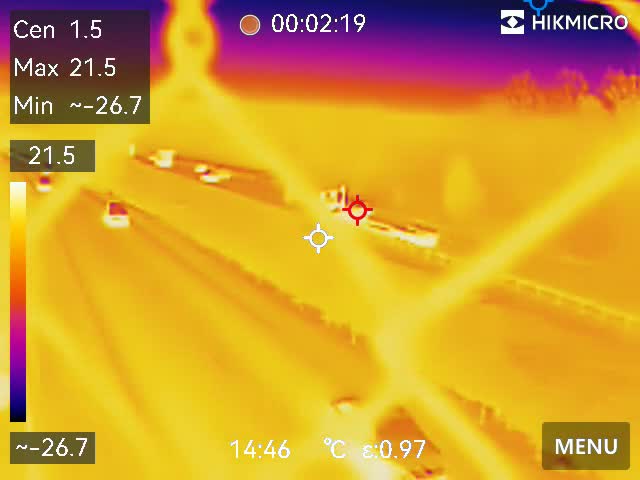 Cen 1.5
Max 21.5
Min ~-26.7
00:02:19
HIKMICRO
21.5
~-26.7
14:46 ℃ ε:0.97
MENU